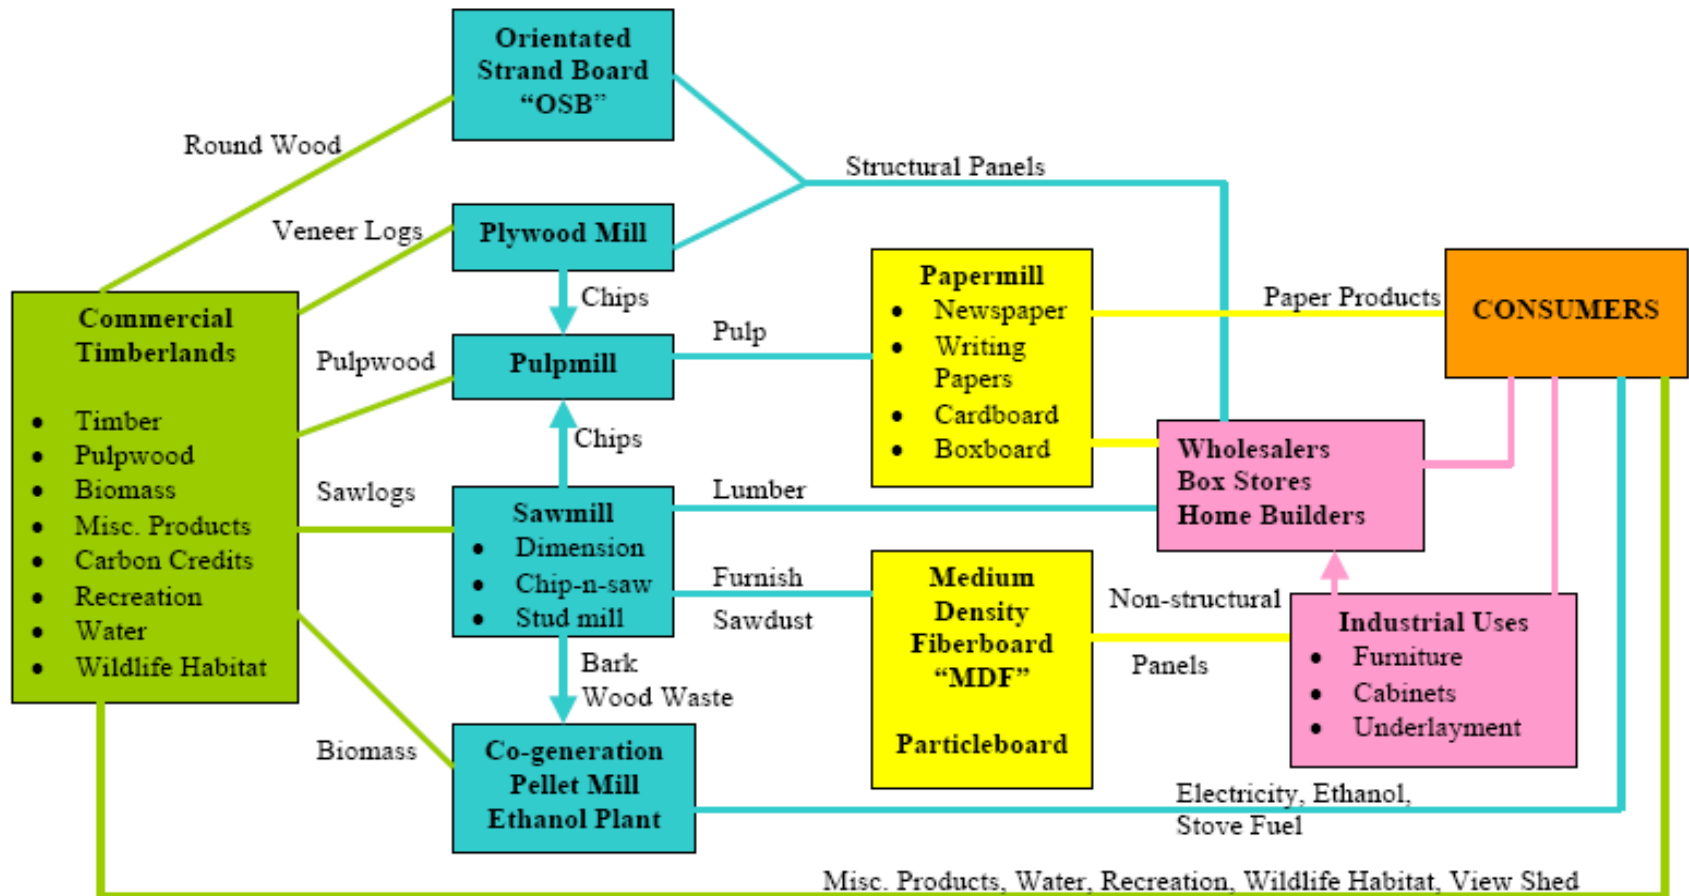 Orientated
Strand Board
“OSB”
Round Wood
Structural Panels
Veneer Logs
Plywood Mill
Chips
Commercial
Timberlands
• Timber
• Pulpwood
• Biomass
• Misc. Products
• Carbon Credits
• Recreation
• Water
• Wildlife Habitat
Pulpwood
Pulpmill
Pulp
Papermill
• Newspaper
• Writing
Papers
• Cardboard
• Boxboard
Paper Products
CONSUMERS
Chips
Sawlogs
Sawmill
• Dimension
• Chip-n-saw
• Stud mill
Lumber
Wholesalers
Box Stores
Home Builders
Furnish
Sawdust
Medium
Density
Fiberboard
“MDF”
Particleboard
Non-structural
Panels
Industrial Uses
• Furniture
• Cabinets
• Underlayment
Bark
Wood Waste
Biomass
Co-generation
Pellet Mill
Ethanol Plant
Electricity, Ethanol,
Stove Fuel
Misc. Products, Water, Recreation, Wildlife Habitat, View Shed